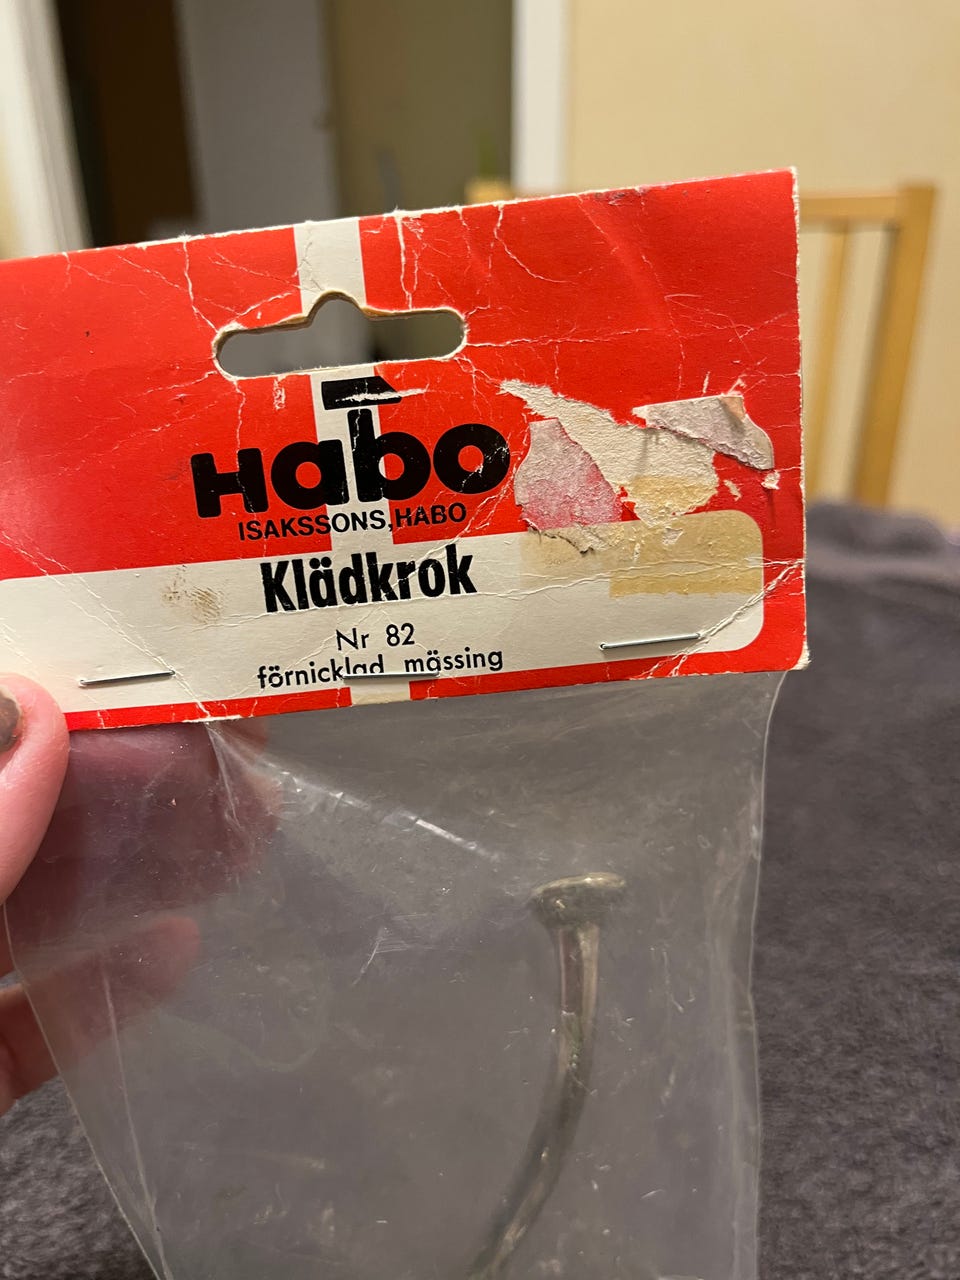 Habo
ISAKSSONS, HABO
Klädkrok
Nr 82
förnicklad mässing